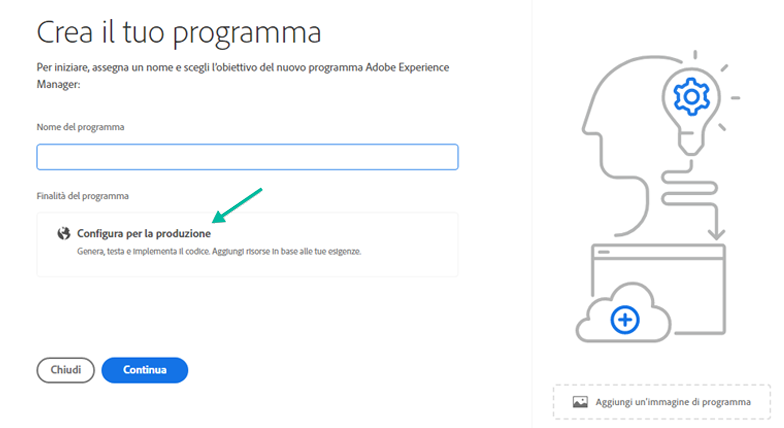 Crea il tuo programma
Per iniziare, assegna un nome e scegli l'obiettivo del nuovo programma Adobe Experience
Manager:
Nome del programma
Finalità del programma
Configura per la produzione
Genera, testa e implementa il codice. Aggiungi risorse in base alle tue esigenze.
Chiudi
Continua
Aggiungi un'immagine di programma